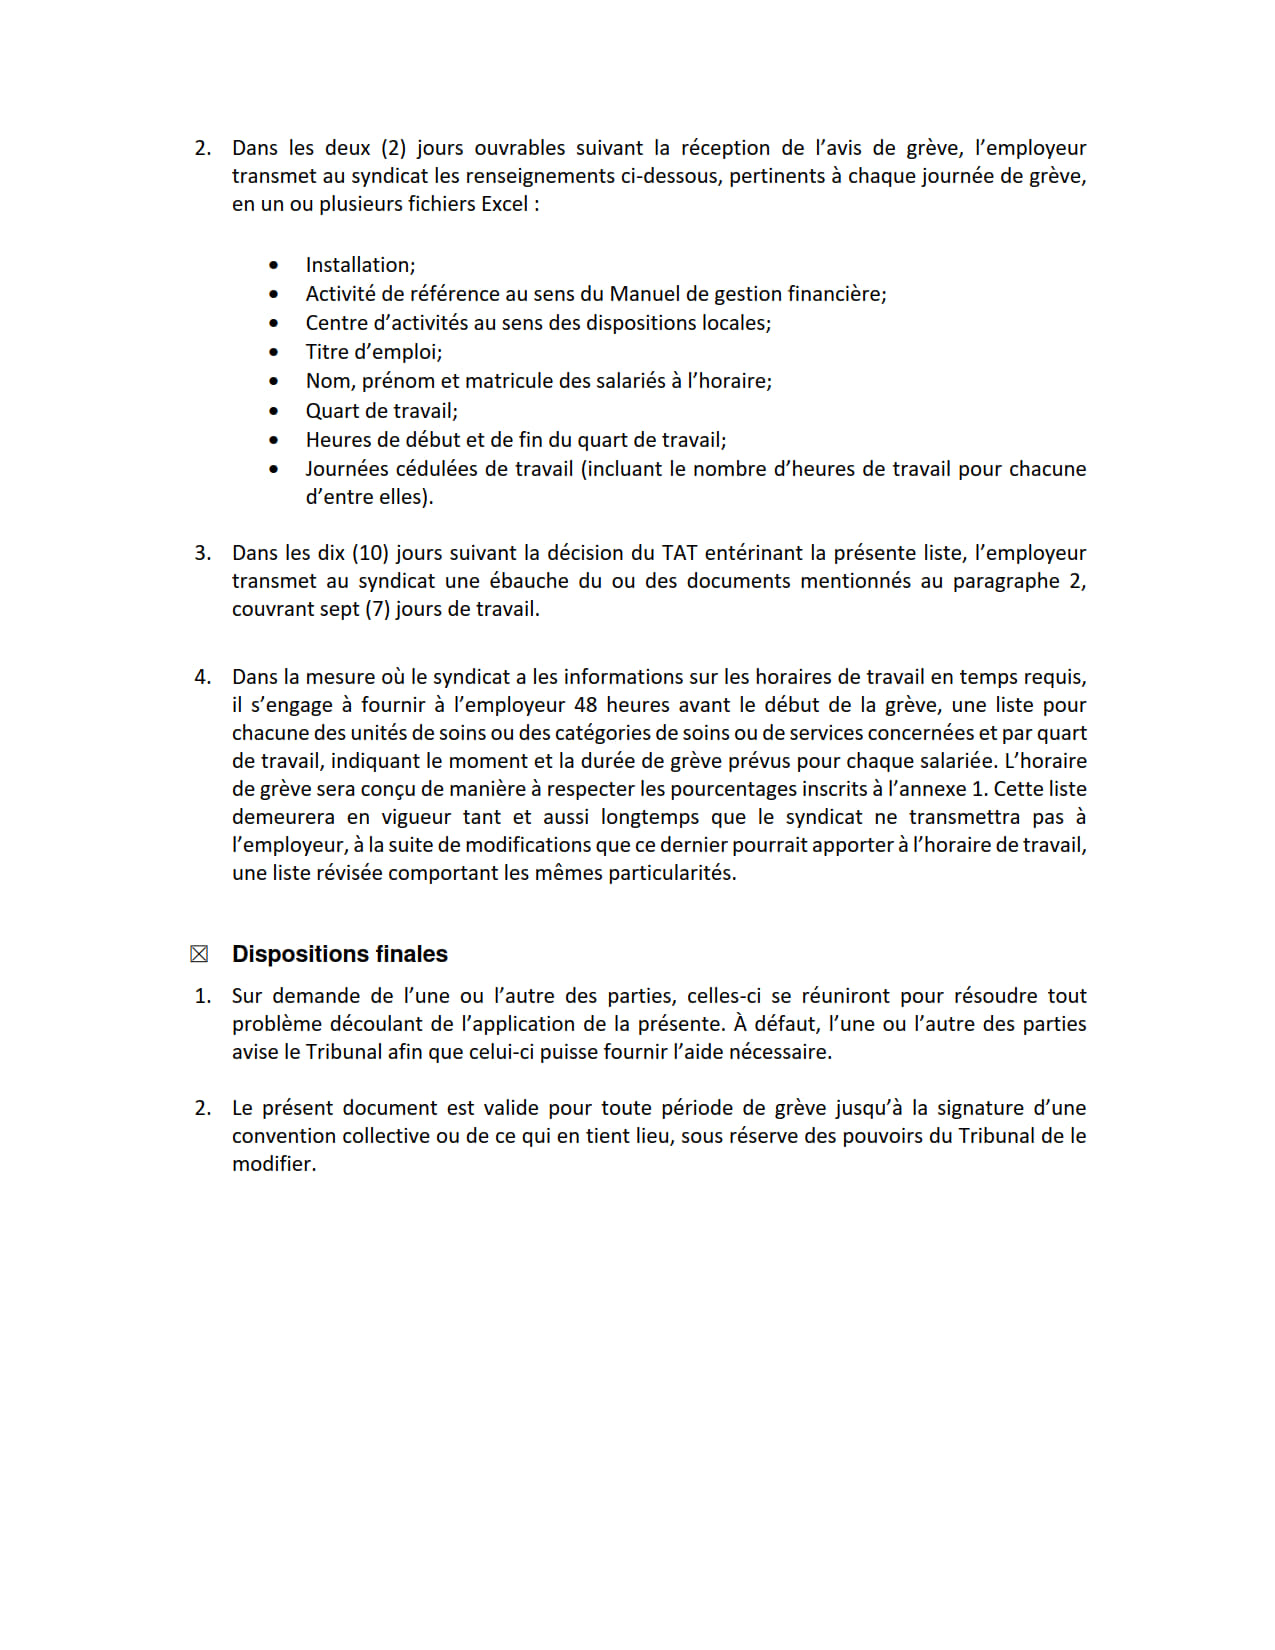 2. Dans les deux (2) jours ouvrables suivant la réception de l’avis de grève, l’employeur
transmet au syndicat les renseignements ci-dessous, pertinents à chaque journée de grève,
en un ou plusieurs fichiers Excel :
• Installation;
• Activité de référence au sens du Manuel de gestion financière;
• Centre d’activités au sens des dispositions locales;
• Titre d’emploi;
• Nom, prénom et matricule des salariés à l’horaire;
• Quart de travail;
• Heures de début et de fin du quart de travail;
• Journées cédulées de travail (incluant le nombre d’heures de travail pour chacune
d’entre elles).
3. Dans les dix (10) jours suivant la décision du TAT entérinant la présente liste, l’employeur
transmet au syndicat une ébauche du ou des documents mentionnés au paragraphe 2,
couvrant sept (7) jours de travail.
4. Dans la mesure où le syndicat a les informations sur les horaires de travail en temps requis,
il s’engage à fournir à l’employeur 48 heures avant le début de la grève, une liste pour
chacune des unités de soins ou des catégories de soins ou de services concernées et par quart
de travail, indiquant le moment et la durée de grève prévus pour chaque salariée. L’horaire
de grève sera conçu de manière à respecter les pourcentages inscrits à l’annexe 1. Cette liste
demeurera en vigueur tant et aussi longtemps que le syndicat ne transmettra pas à
l’employeur, à la suite de modifications que ce dernier pourrait apporter à l’horaire de travail,
une liste révisée comportant les mêmes particularités.
☒ Dispositions finales
1. Sur demande de l’une ou l’autre des parties, celles-ci se réuniront pour résoudre tout
problème découlant de l’application de la présente. À défaut, l’une ou l’autre des parties
avise le Tribunal afin que celui-ci puisse fournir l’aide nécessaire.
2. Le présent document est valide pour toute période de grève jusqu’à la signature d’une
convention collective ou de ce qui en tient lieu, sous réserve des pouvoirs du Tribunal de le
modifier.